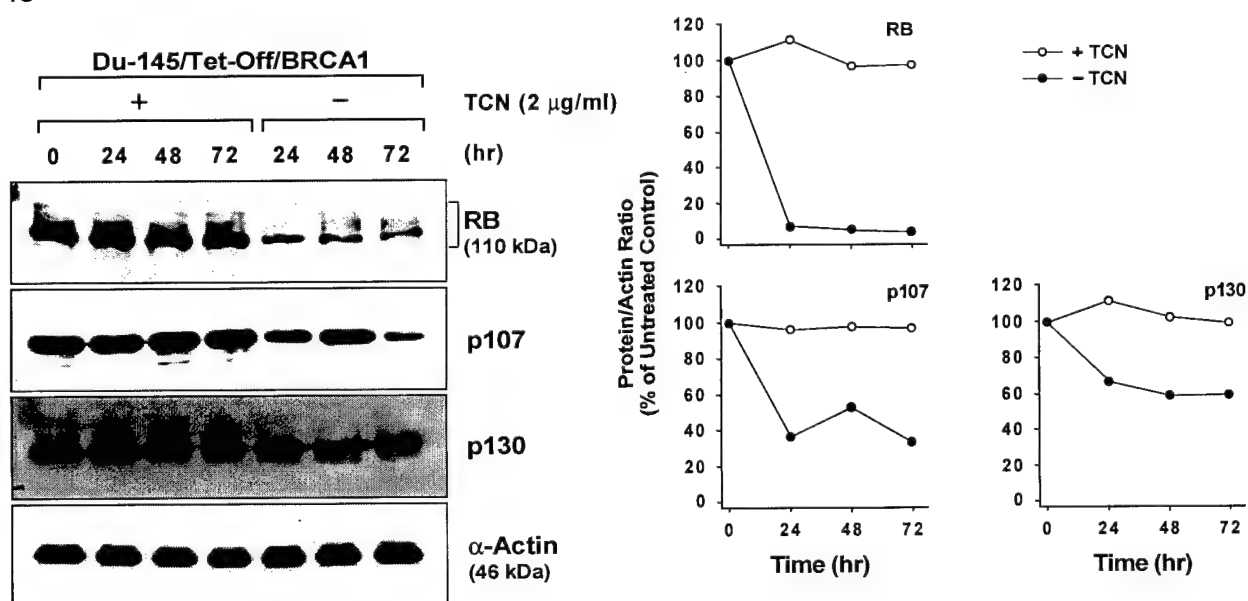 Du-145/Tet-Off/BRCA1
+ − TCN (2 µg/ml)
0 24 48 72 24 48 72 (hr)
RB
(110 kDa)
p107
p130
α-Actin
(46 kDa)
Protein/Actin Ratio
(% of Untreated Control)
RB
120
100
80
60
40
20
0
+ TCN
− TCN
p107
120
100
80
60
40
20
0
0 24 48 72
Time (hr)
p130
120
100
80
60
40
20
0
0 24 48 72
Time (hr)